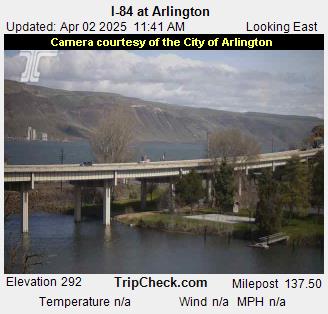 I-84 at Arlington
Updated: Apr 02 2025 11:41 AM Looking East
Camera courtesy of the City of Arlington
Elevation 292 TripCheck.com Milepost 137.50
Temperature n/a Wind n/a MPH n/a